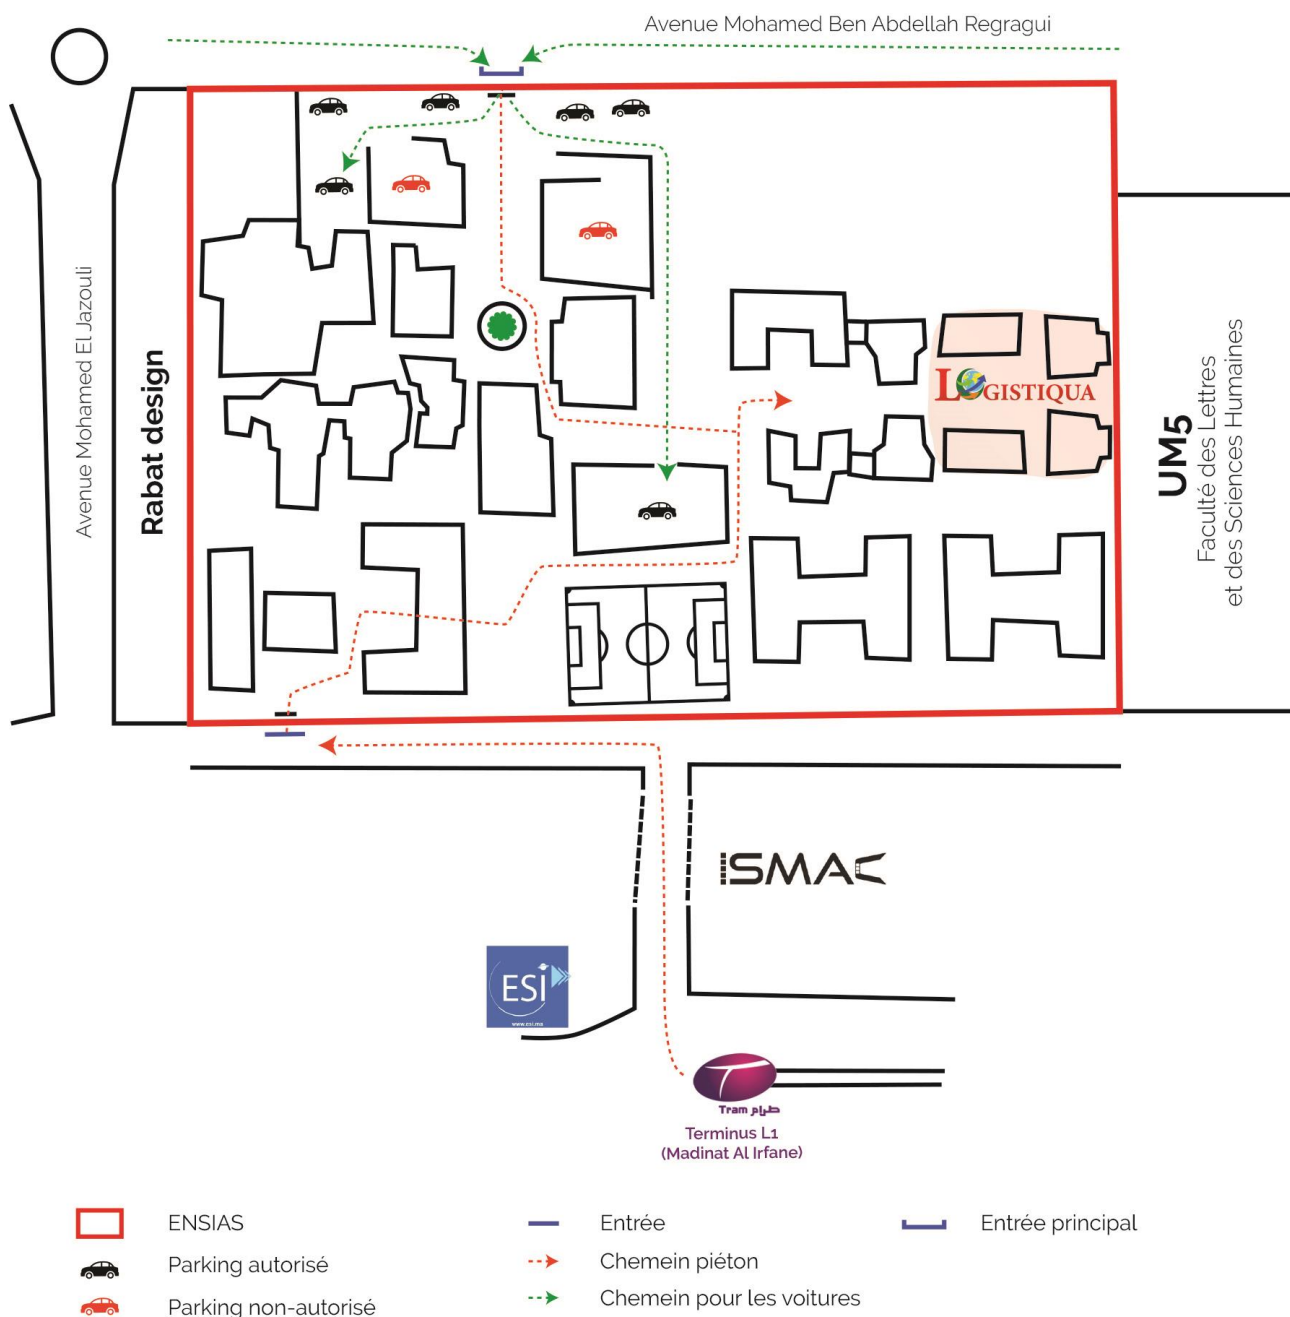 Avenue Mohamed Ben Abdellah Regragui
Avenue Mohamed El Jazouli
Rabat design
LOGISTIQUA
UM5
Faculté des Lettres
et des Sciences Humaines
ISMAC
ESI
www.esi.ma
Tram طرام
Terminus L1
(Madinat Al Irfane)
ENSIAS
Entrée
Entrée principal
Parking autorisé
Chemein piéton
Parking non-autorisé
Chemein pour les voitures